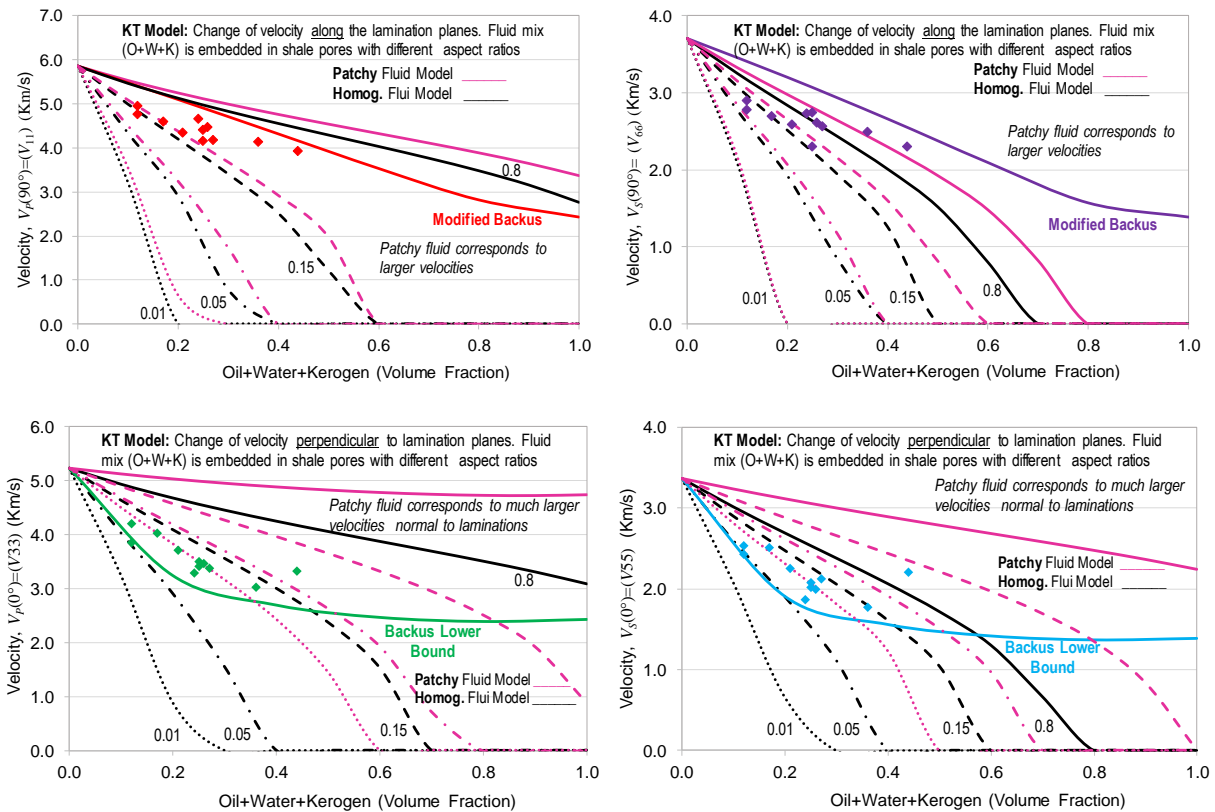 KT Model: Change of velocity along the lamination planes. Fluid mix
(O+W+K) is embedded in shale pores with different aspect ratios
Patchy Fluid Model
Homog. Flui Model
0.8
Modified Backus
Patchy fluid corresponds to
larger velocities
0.15
0.05
0.01
6.0
5.0
4.0
3.0
2.0
1.0
0.0
0.0 0.2 0.4 0.6 0.8 1.0
Velocity, VP(90°)=(V11) (Km/s)
Oil+Water+Kerogen (Volume Fraction)
KT Model: Change of velocity along the lamination planes. Fluid mix
(O+W+K) is embedded in shale pores with different aspect ratios
Patchy Fluid Model
Homog. Flui Model
Patchy fluid corresponds to
larger velocities
Modified Backus
0.01
0.05
0.15
0.8
4.0
3.0
2.0
1.0
0.0
0.0 0.2 0.4 0.6 0.8 1.0
Velocity, VS(90°)= (V66) (Km/s)
Oil+Water+Kerogen (Volume Fraction)
KT Model: Change of velocity perpendicular to lamination planes. Fluid
mix (O+W+K) is embedded in shale pores with different aspect ratios
Patchy fluid corresponds to much larger
velocities normal to laminations
0.8
Backus Lower
Bound
Patchy Fluid Model
Homog. Flui Model
0.01
0.05
0.15
6.0
5.0
4.0
3.0
2.0
1.0
0.0
0.0 0.2 0.4 0.6 0.8 1.0
Velocity, VP(0°)=(V33) (Km/s)
Oil+Water+Kerogen (Volume Fraction)
KT Model: Change of velocity perpendicular to lamination planes. Fluid
mix (O+W+K) is embedded in shale pores with different aspect ratios
Patchy fluid corresponds to much larger
velocities normal to laminations
Patchy Fluid Model
Homog. Flui Model
Backus Lower
Bound
0.01
0.05
0.15
0.8
4.0
3.0
2.0
1.0
0.0
0.0 0.2 0.4 0.6 0.8 1.0
Velocity, VS(0°)=(V55) (Km/s)
Oil+Water+Kerogen (Volume Fraction)